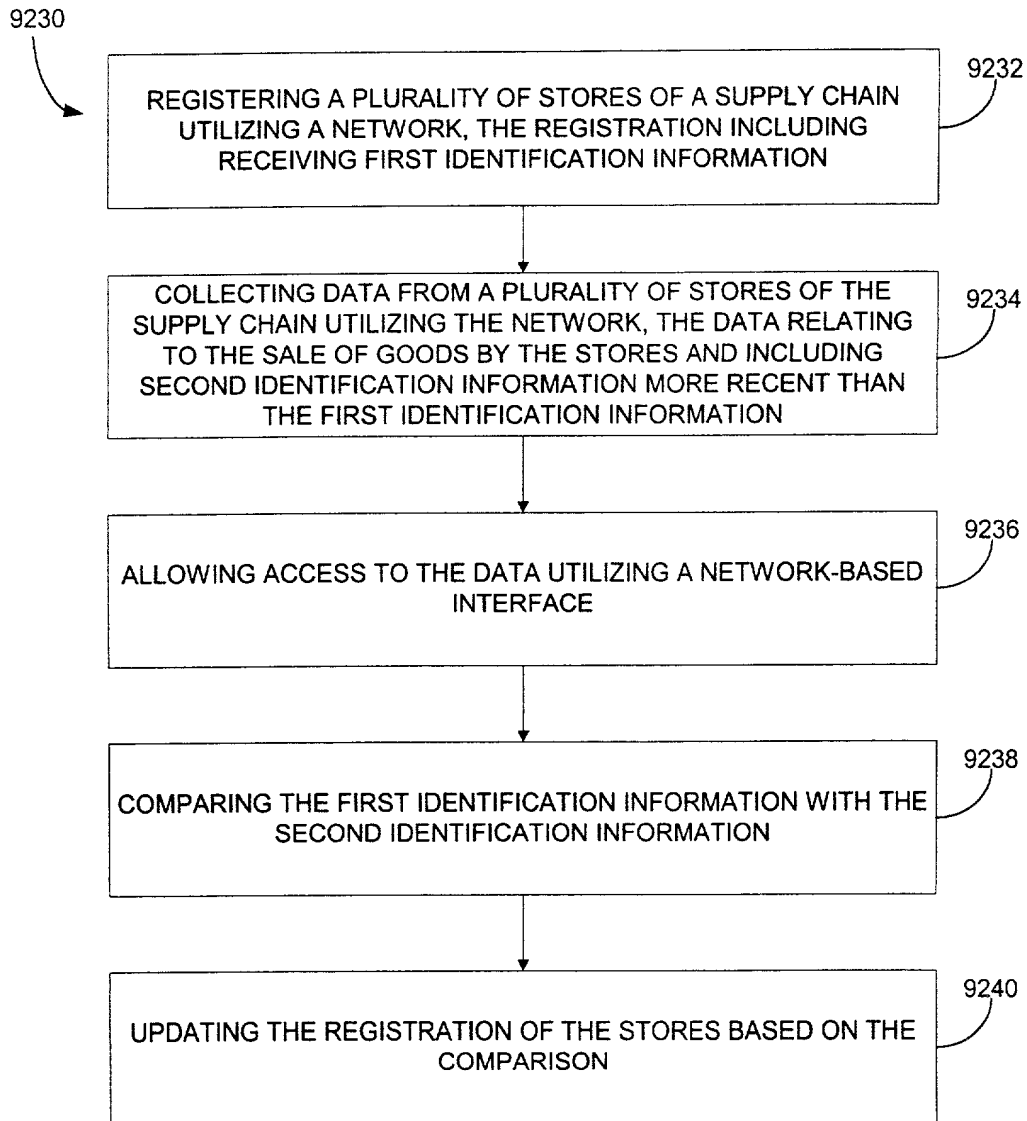 9230
REGISTERING A PLURALITY OF STORES OF A SUPPLY CHAIN
UTILIZING A NETWORK, THE REGISTRATION INCLUDING
RECEIVING FIRST IDENTIFICATION INFORMATION
9232
COLLECTING DATA FROM A PLURALITY OF STORES OF THE
SUPPLY CHAIN UTILIZING THE NETWORK, THE DATA RELATING
TO THE SALE OF GOODS BY THE STORES AND INCLUDING
SECOND IDENTIFICATION INFORMATION MORE RECENT THAN
THE FIRST IDENTIFICATION INFORMATION
9234
ALLOWING ACCESS TO THE DATA UTILIZING A NETWORK-BASED
INTERFACE
9236
COMPARING THE FIRST IDENTIFICATION INFORMATION WITH THE
SECOND IDENTIFICATION INFORMATION
9238
UPDATING THE REGISTRATION OF THE STORES BASED ON THE
COMPARISON
9240